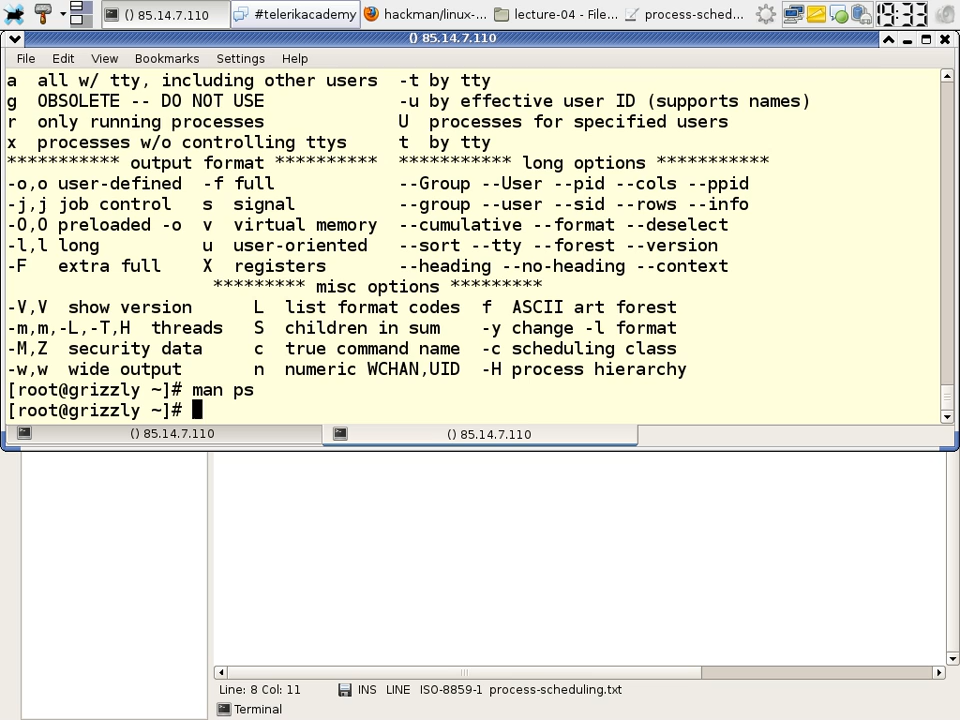 () 85.14.7.110 #telerikacademy hackman/linux-... lecture-04 - File... process-sched... 19:33
() 85.14.7.110
File Edit View Bookmarks Settings Help
a  all w/ tty, including other users  -t by tty
g  OBSOLETE -- DO NOT USE             -u by effective user ID (supports names)
r  only running processes             U  processes for specified users
x  processes w/o controlling ttys     t  by tty
*********** output format **********  *********** long options ***********
-o,o user-defined  -f full            --Group --User --pid --cols --ppid
-j,j job control   s  signal          --group --user --sid --rows --info
-O,O preloaded -o  v  virtual memory  --cumulative --format --deselect
-l,l long          u  user-oriented   --sort --tty --forest --version
-F   extra full    X  registers       --heading --no-heading --context
                    ********* misc options *********
-V,V  show version      L  list format codes  f  ASCII art forest
-m,m,-L,-T,H  threads   S  children in sum    -y change -l format
-M,Z  security data     c  true command name  -c scheduling class
-w,w  wide output       n  numeric WCHAN,UID  -H process hierarchy
[root@grizzly ~]# man ps
[root@grizzly ~]#
() 85.14.7.110 () 85.14.7.110
Line: 8 Col: 11 INS LINE ISO-8859-1 process-scheduling.txt
Terminal